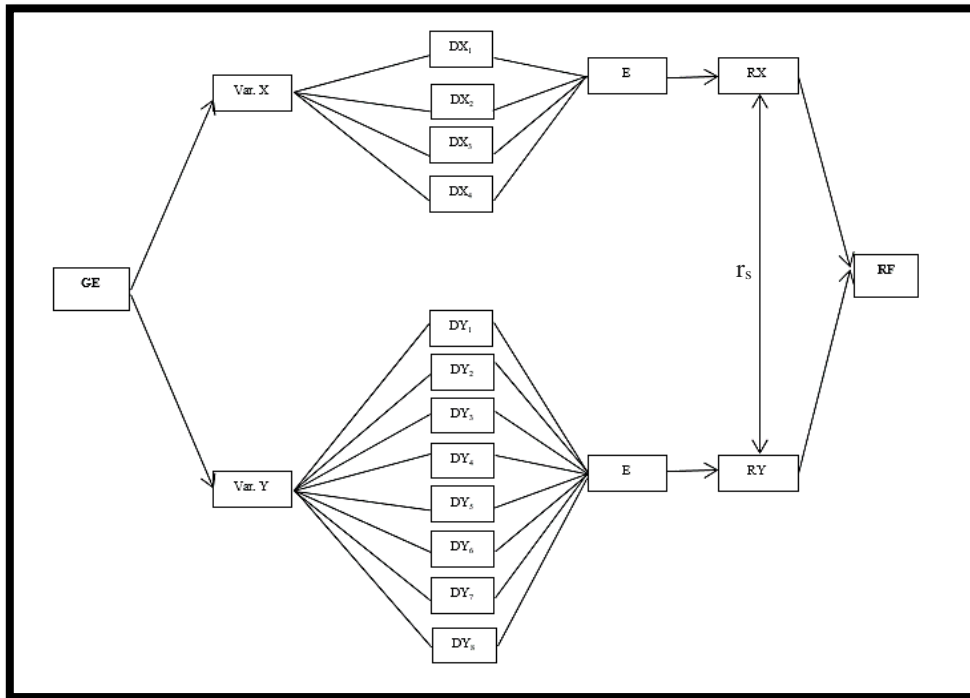 GE
Var. X
DX₁
DX₂
DX₃
DX₄
E
RX
rₛ
RF
Var. Y
DY₁
DY₂
DY₃
DY₄
DY₅
DY₆
DY₇
DY₈
E
RY